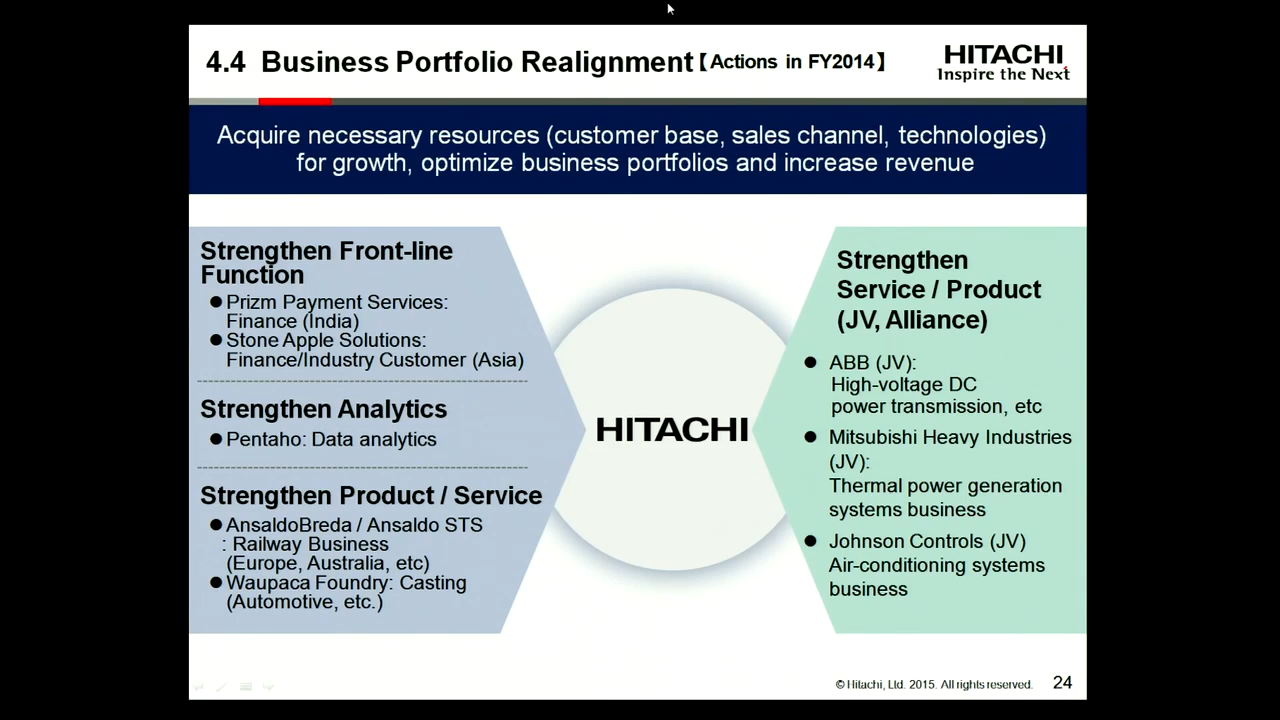 4.4 Business Portfolio Realignment【Actions in FY2014】
HITACHI
Inspire the Next
Acquire necessary resources (customer base, sales channel, technologies)
for growth, optimize business portfolios and increase revenue
Strengthen Front-line
Function
●Prizm Payment Services:
Finance (India)
●Stone Apple Solutions:
Finance/Industry Customer (Asia)
Strengthen Analytics
●Pentaho: Data analytics
Strengthen Product / Service
●AnsaldoBreda / Ansaldo STS
: Railway Business
(Europe, Australia, etc)
●Waupaca Foundry: Casting
(Automotive, etc.)
HITACHI
Strengthen
Service / Product
(JV, Alliance)
● ABB (JV):
High-voltage DC
power transmission, etc
● Mitsubishi Heavy Industries
(JV):
Thermal power generation
systems business
● Johnson Controls (JV)
Air-conditioning systems
business
© Hitachi, Ltd. 2015. All rights reserved.
24